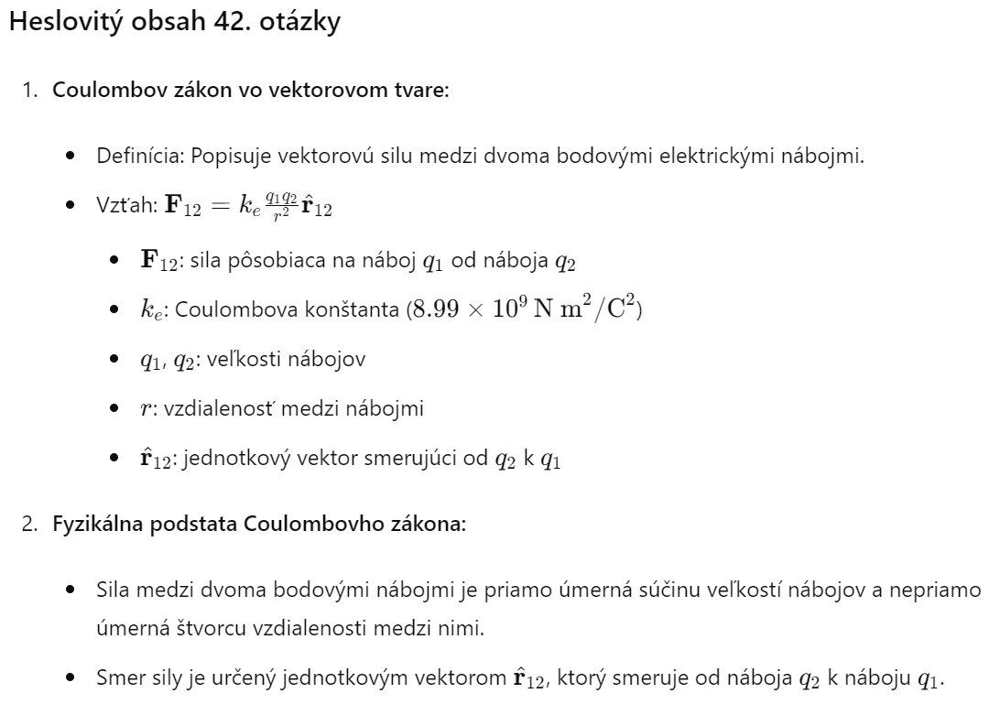 Heslovitý obsah 42. otázky
1. Coulombov zákon vo vektorovom tvare:
• Definícia: Popisuje vektorovú silu medzi dvoma bodovými elektrickými nábojmi.
• Vzťah: $\mathbf{F}_{12} = k_e \frac{q_1 q_2}{r^2} \hat{\mathbf{r}}_{12}$
• $\mathbf{F}_{12}$: sila pôsobiaca na náboj $q_1$ od náboja $q_2$
• $k_e$: Coulombova konštanta ($8.99 \times 10^9 \, \mathrm{N\,m^2/C^2}$)
• $q_1$, $q_2$: veľkosti nábojov
• $r$: vzdialenosť medzi nábojmi
• $\hat{\mathbf{r}}_{12}$: jednotkový vektor smerujúci od $q_2$ k $q_1$
2. Fyzikálna podstata Coulombovho zákona:
• Sila medzi dvoma bodovými nábojmi je priamo úmerná súčinu veľkostí nábojov a nepriamo
úmerná štvorcu vzdialenosti medzi nimi.
• Smer sily je určený jednotkovým vektorom $\hat{\mathbf{r}}_{12}$, ktorý smeruje od náboja $q_2$ k náboju $q_1$.